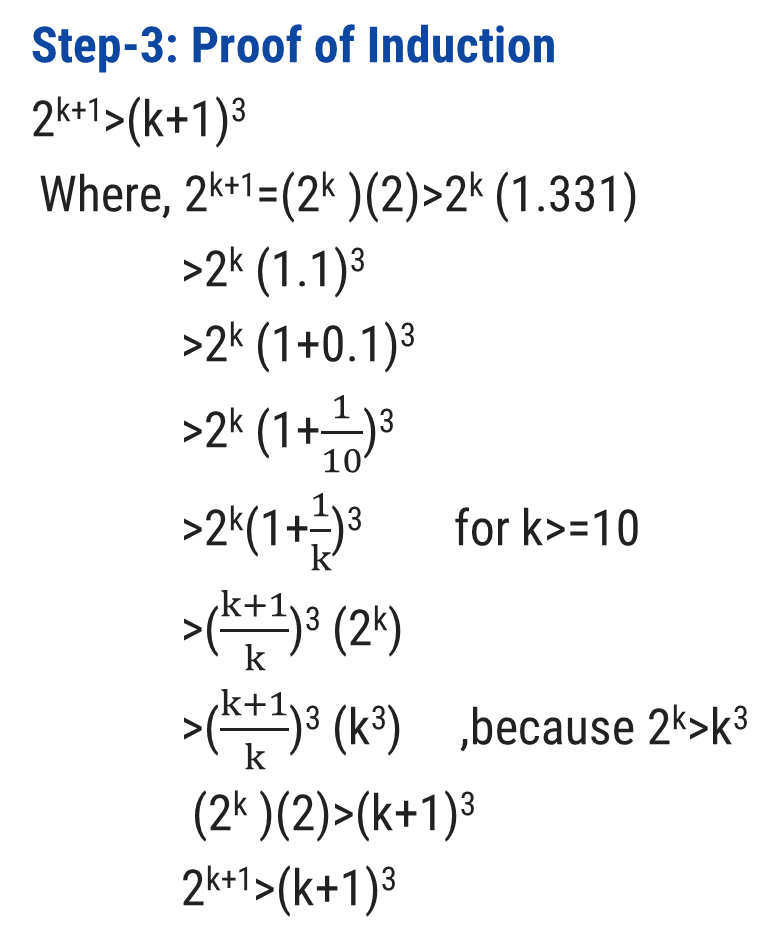 Step-3: Proof of Induction
2^{k+1}>(k+1)^3
Where, 2^{k+1}=(2^k )(2)>2^k (1.331)
>2^k (1.1)^3
>2^k (1+0.1)^3
>2^k (1+\frac{1}{10})^3
>2^k(1+\frac{1}{k})^3 for k>=10
>(\frac{k+1}{k})^3 (2^k)
>(\frac{k+1}{k})^3 (k^3) ,because 2^k>k^3
(2^k )(2)>(k+1)^3
2^{k+1}>(k+1)^3